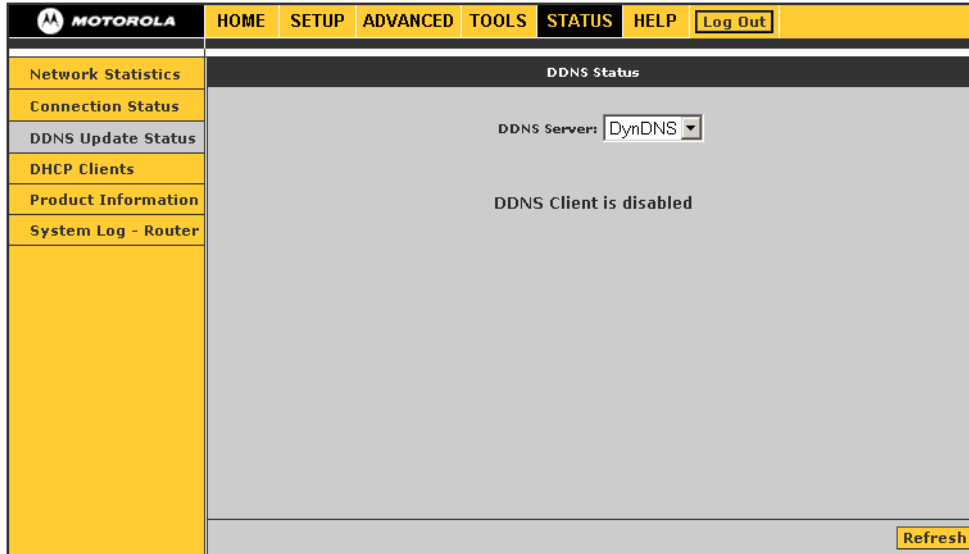 MOTOROLA HOME SETUP ADVANCED TOOLS STATUS HELP Log Out
Network Statistics
Connection Status
DDNS Update Status
DHCP Clients
Product Information
System Log - Router
DDNS Status
DDNS Server: DynDNS
DDNS Client is disabled
Refresh